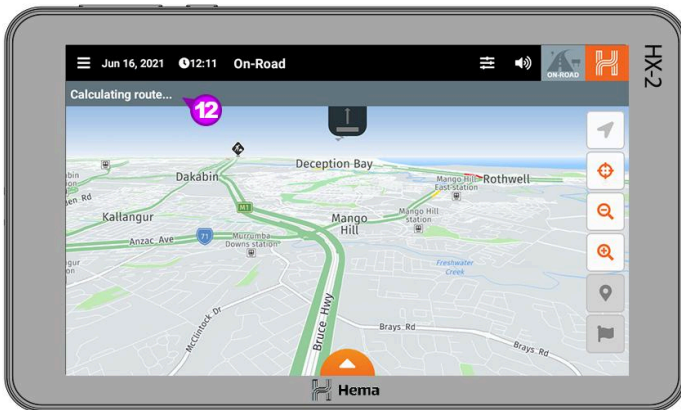 Jun 16, 2021 12:11 On-Road
ON-ROAD
HX-2
Calculating route...
12
Deception Bay
Dakabin
Mango Hill East station
Rothwell
Kallangur
M1
Mango Hill
Mango Hill station
Anzac Ave
71
Murrumba Downs station
Freshwater Creek
McClintock Dr
Bruce Hwy
Brays Rd
Brays Rd
Hema